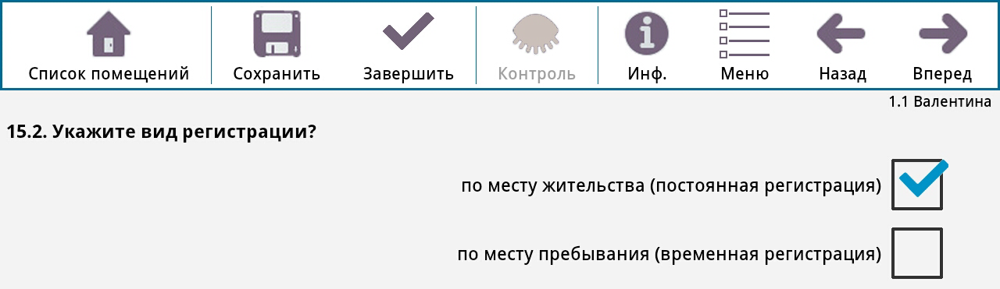 Список помещений Сохранить Завершить Контроль Инф. Меню Назад Вперед
1.1 Валентина
15.2. Укажите вид регистрации?
по месту жительства (постоянная регистрация)
по месту пребывания (временная регистрация)